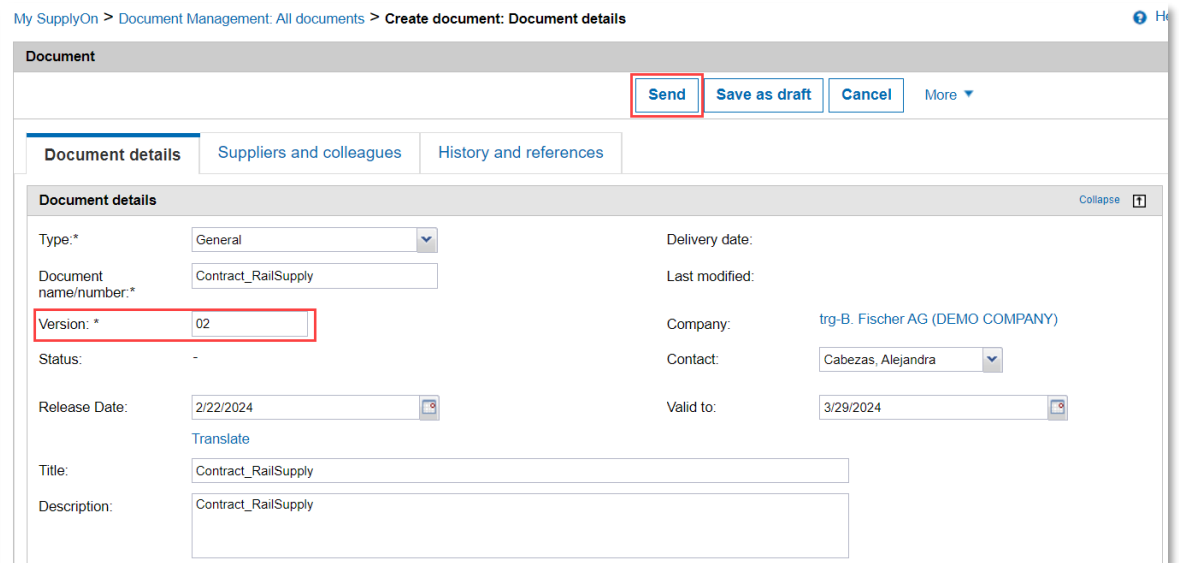 My SupplyOn > Document Management: All documents > Create document: Document details
Document
Send Save as draft Cancel More
Document details Suppliers and colleagues History and references
Document details Collapse
Type:* General Delivery date:
Document
name/number:* Contract_RailSupply Last modified:
Version: * 02 Company: trg-B. Fischer AG (DEMO COMPANY)
Status: - Contact: Cabezas, Alejandra
Release Date: 2/22/2024 Valid to: 3/29/2024
Translate
Title: Contract_RailSupply
Description: Contract_RailSupply